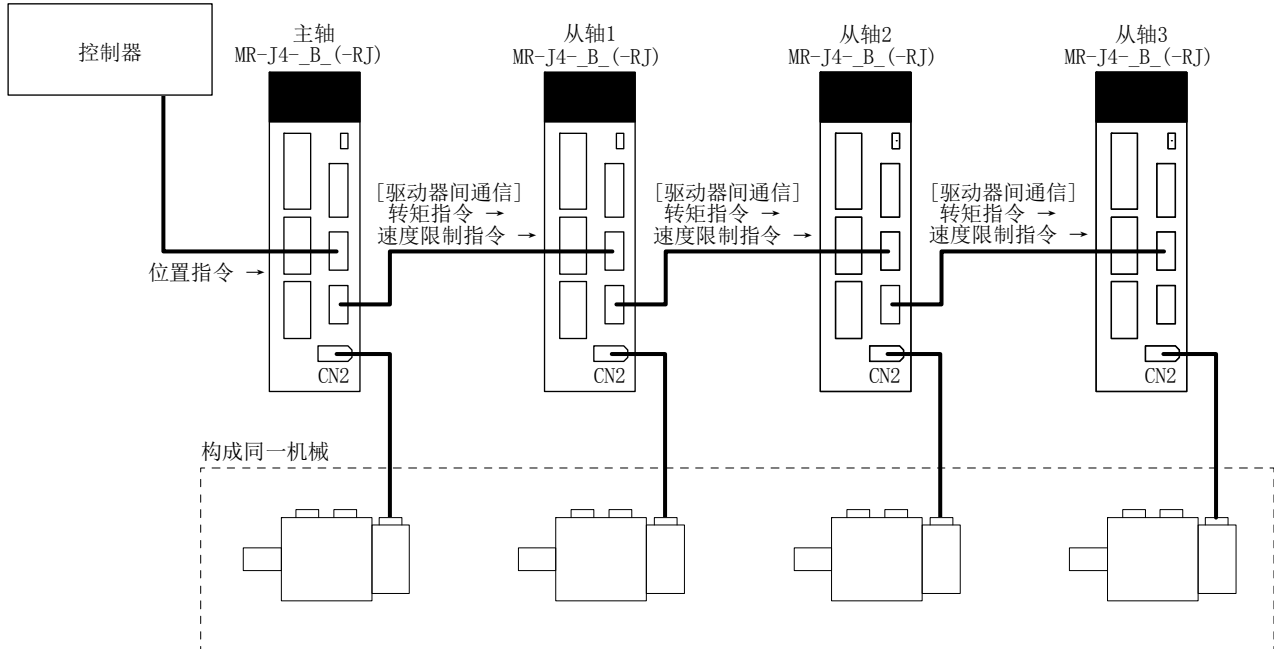 控制器
主轴
MR-J4-_B_(-RJ)
从轴1
MR-J4-_B_(-RJ)
从轴2
MR-J4-_B_(-RJ)
从轴3
MR-J4-_B_(-RJ)
[驱动器间通信]
转矩指令 →
速度限制指令 →
[驱动器间通信]
转矩指令 →
速度限制指令 →
[驱动器间通信]
转矩指令 →
速度限制指令 →
位置指令 →
CN2
CN2
CN2
CN2
构成同一机械